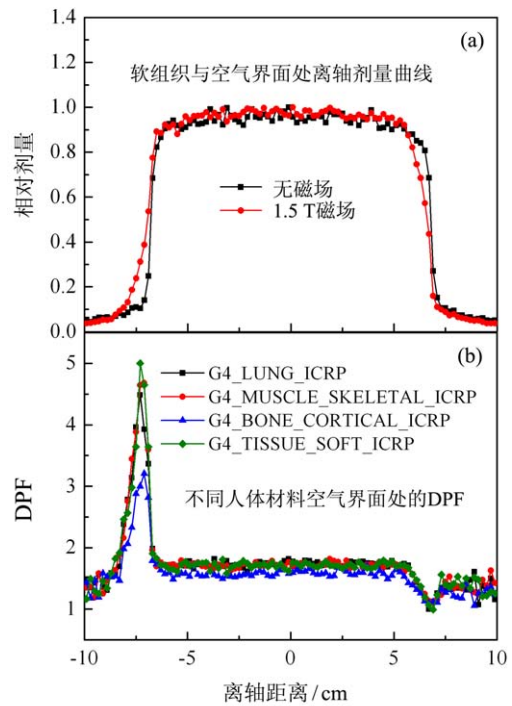 (a)
软组织与空气界面处离轴剂量曲线
无磁场
1.5 T磁场
相对剂量
1.4
1.2
1.0
0.8
0.6
0.4
0.2
0.0
(b)
G4_LUNG_ICRP
G4_MUSCLE_SKELETAL_ICRP
G4_BONE_CORTICAL_ICRP
G4_TISSUE_SOFT_ICRP
不同人体材料空气界面处的DPF
DPF
5
4
3
2
1
-10 -5 0 5 10
离轴距离/cm